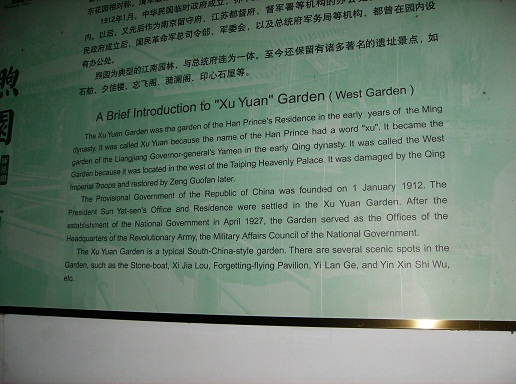 煦园
1912年1月，中华民国临时政府成立，
内。以后，又先后作为南京留守府，江苏都督府、督军署等机构的办公
民政府成立后，国民革命军总司令部、军委会，以及总统府军务局等机构，都曾在园内设
有办公处。
煦园为典型的江南园林，与总统府连为一体。至今还保留有诸多著名的遗址景点，如
石舫、夕佳楼、忘飞阁、漪澜阁、印心石屋等。
A Brief Introduction to "Xu Yuan" Garden ( West Garden )
The Xu Yuan Garden was the garden of the Han Prince's Residence in the early years of the Ming
dynasty. It was called Xu Yuan because the name of the Han Prince had a word "xu". It became the
garden of the Liangjiang Governor-general's Yamen in the early Qing dynasty. It was called the West
Garden because it was located in the west of the Taiping Heavenly Palace. It was damaged by the Qing
Imperial Troops and restored by Zeng Guofan later.
The Provisional Government of the Republic of China was founded on 1 January 1912. The
President Sun Yat-sen's Office and Residence were settled in the Xu Yuan Garden. After the
establishment of the National Government in April 1927, the Garden served as the Offices of the
Headquarters of the Revolutionary Army, the Military Affairs Council of the National Government.
The Xu Yuan Garden is a typical South-China-style garden. There are several scenic spots in the
Garden, such as the Stone-boat, Xi Jia Lou, Forgetting-flying Pavilion, Yi Lan Ge, and Yin Xin Shi Wu,
etc.